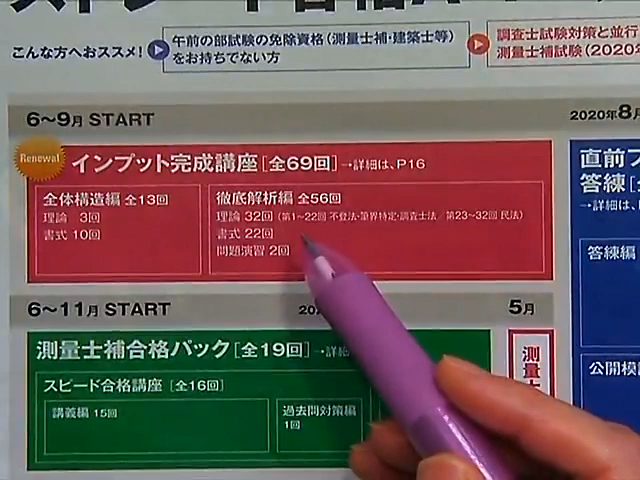 こんな方へおススメ!
午前の部試験の免除資格(測量士補・建築士等)
をお持ちでない方
調査士試験対策と並行
測量士補試験(2020年
6〜9月 START
2020年8月
Renewal
インプット完成講座[全69回]→詳細は、P16
全体構造編 全13回
理論 3回
書式 10回
徹底解析編 全56回
理論 32回(第1〜22回 不登法・筆界特定・調査士法 第23〜32回 民法)
書式 22回
問題演習 2回
直前
答練[
→詳細は、
答練編
公開模
6〜11月 START
5月
測量士補合格パック[全19回]→詳細
スピード合格講座[全16回]
講義編 15回
過去問対策編
1回
測量士